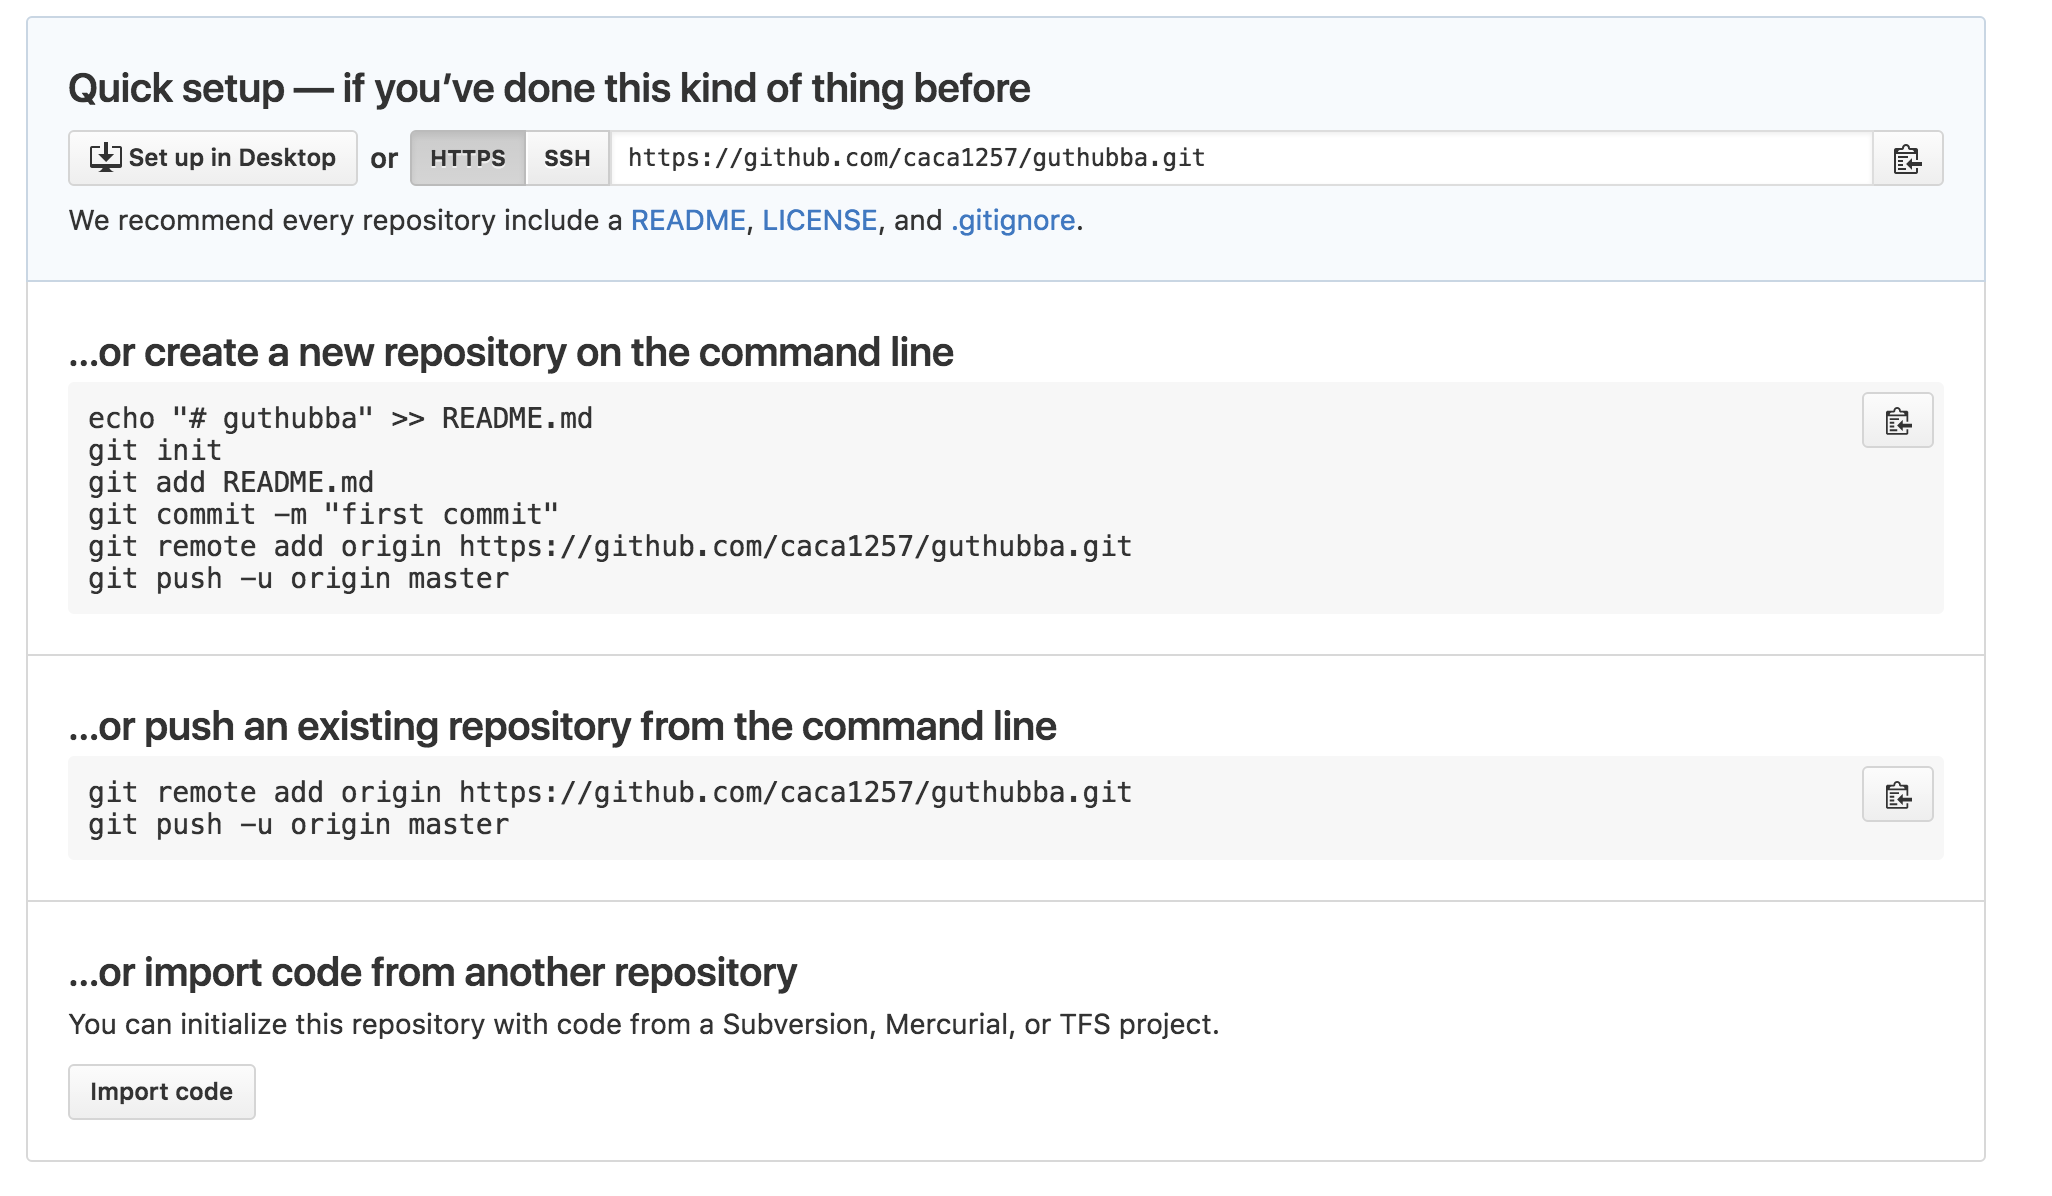 Quick setup — if you’ve done this kind of thing before
Set up in Desktop or HTTPS SSH https://github.com/caca1257/guthubba.git
We recommend every repository include a README, LICENSE, and .gitignore.
…or create a new repository on the command line
echo "# guthubba" >> README.md
git init
git add README.md
git commit -m "first commit"
git remote add origin https://github.com/caca1257/guthubba.git
git push -u origin master
…or push an existing repository from the command line
git remote add origin https://github.com/caca1257/guthubba.git
git push -u origin master
…or import code from another repository
You can initialize this repository with code from a Subversion, Mercurial, or TFS project.
Import code